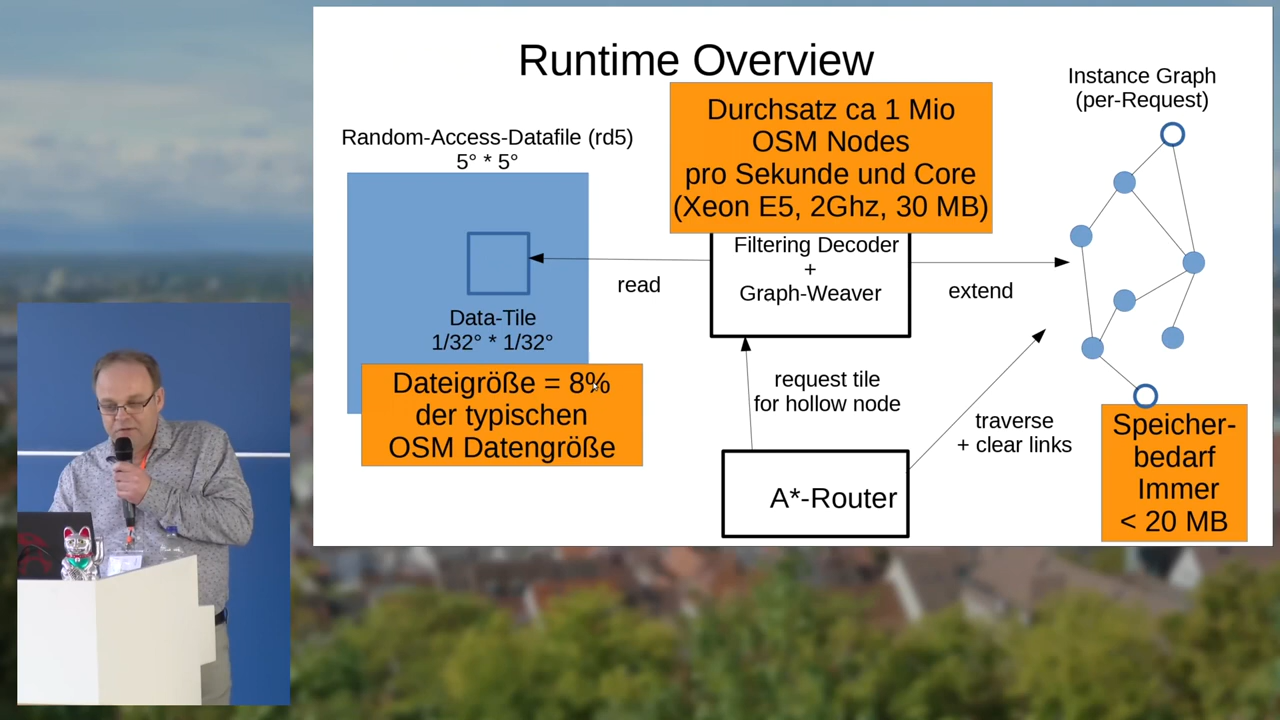 Runtime Overview
Instance Graph
(per-Request)
Durchsatz ca 1 Mio
OSM Nodes
pro Sekunde und Core
(Xeon E5, 2Ghz, 30 MB)
Random-Access-Datafile (rd5)
5° * 5°
Filtering Decoder
+
Graph-Weaver
read
extend
Data-Tile
1/32° * 1/32°
Dateigröße = 8%
der typischen
OSM Datengröße
request tile
for hollow node
traverse
+ clear links
A*-Router
Speicher-
bedarf
Immer
< 20 MB